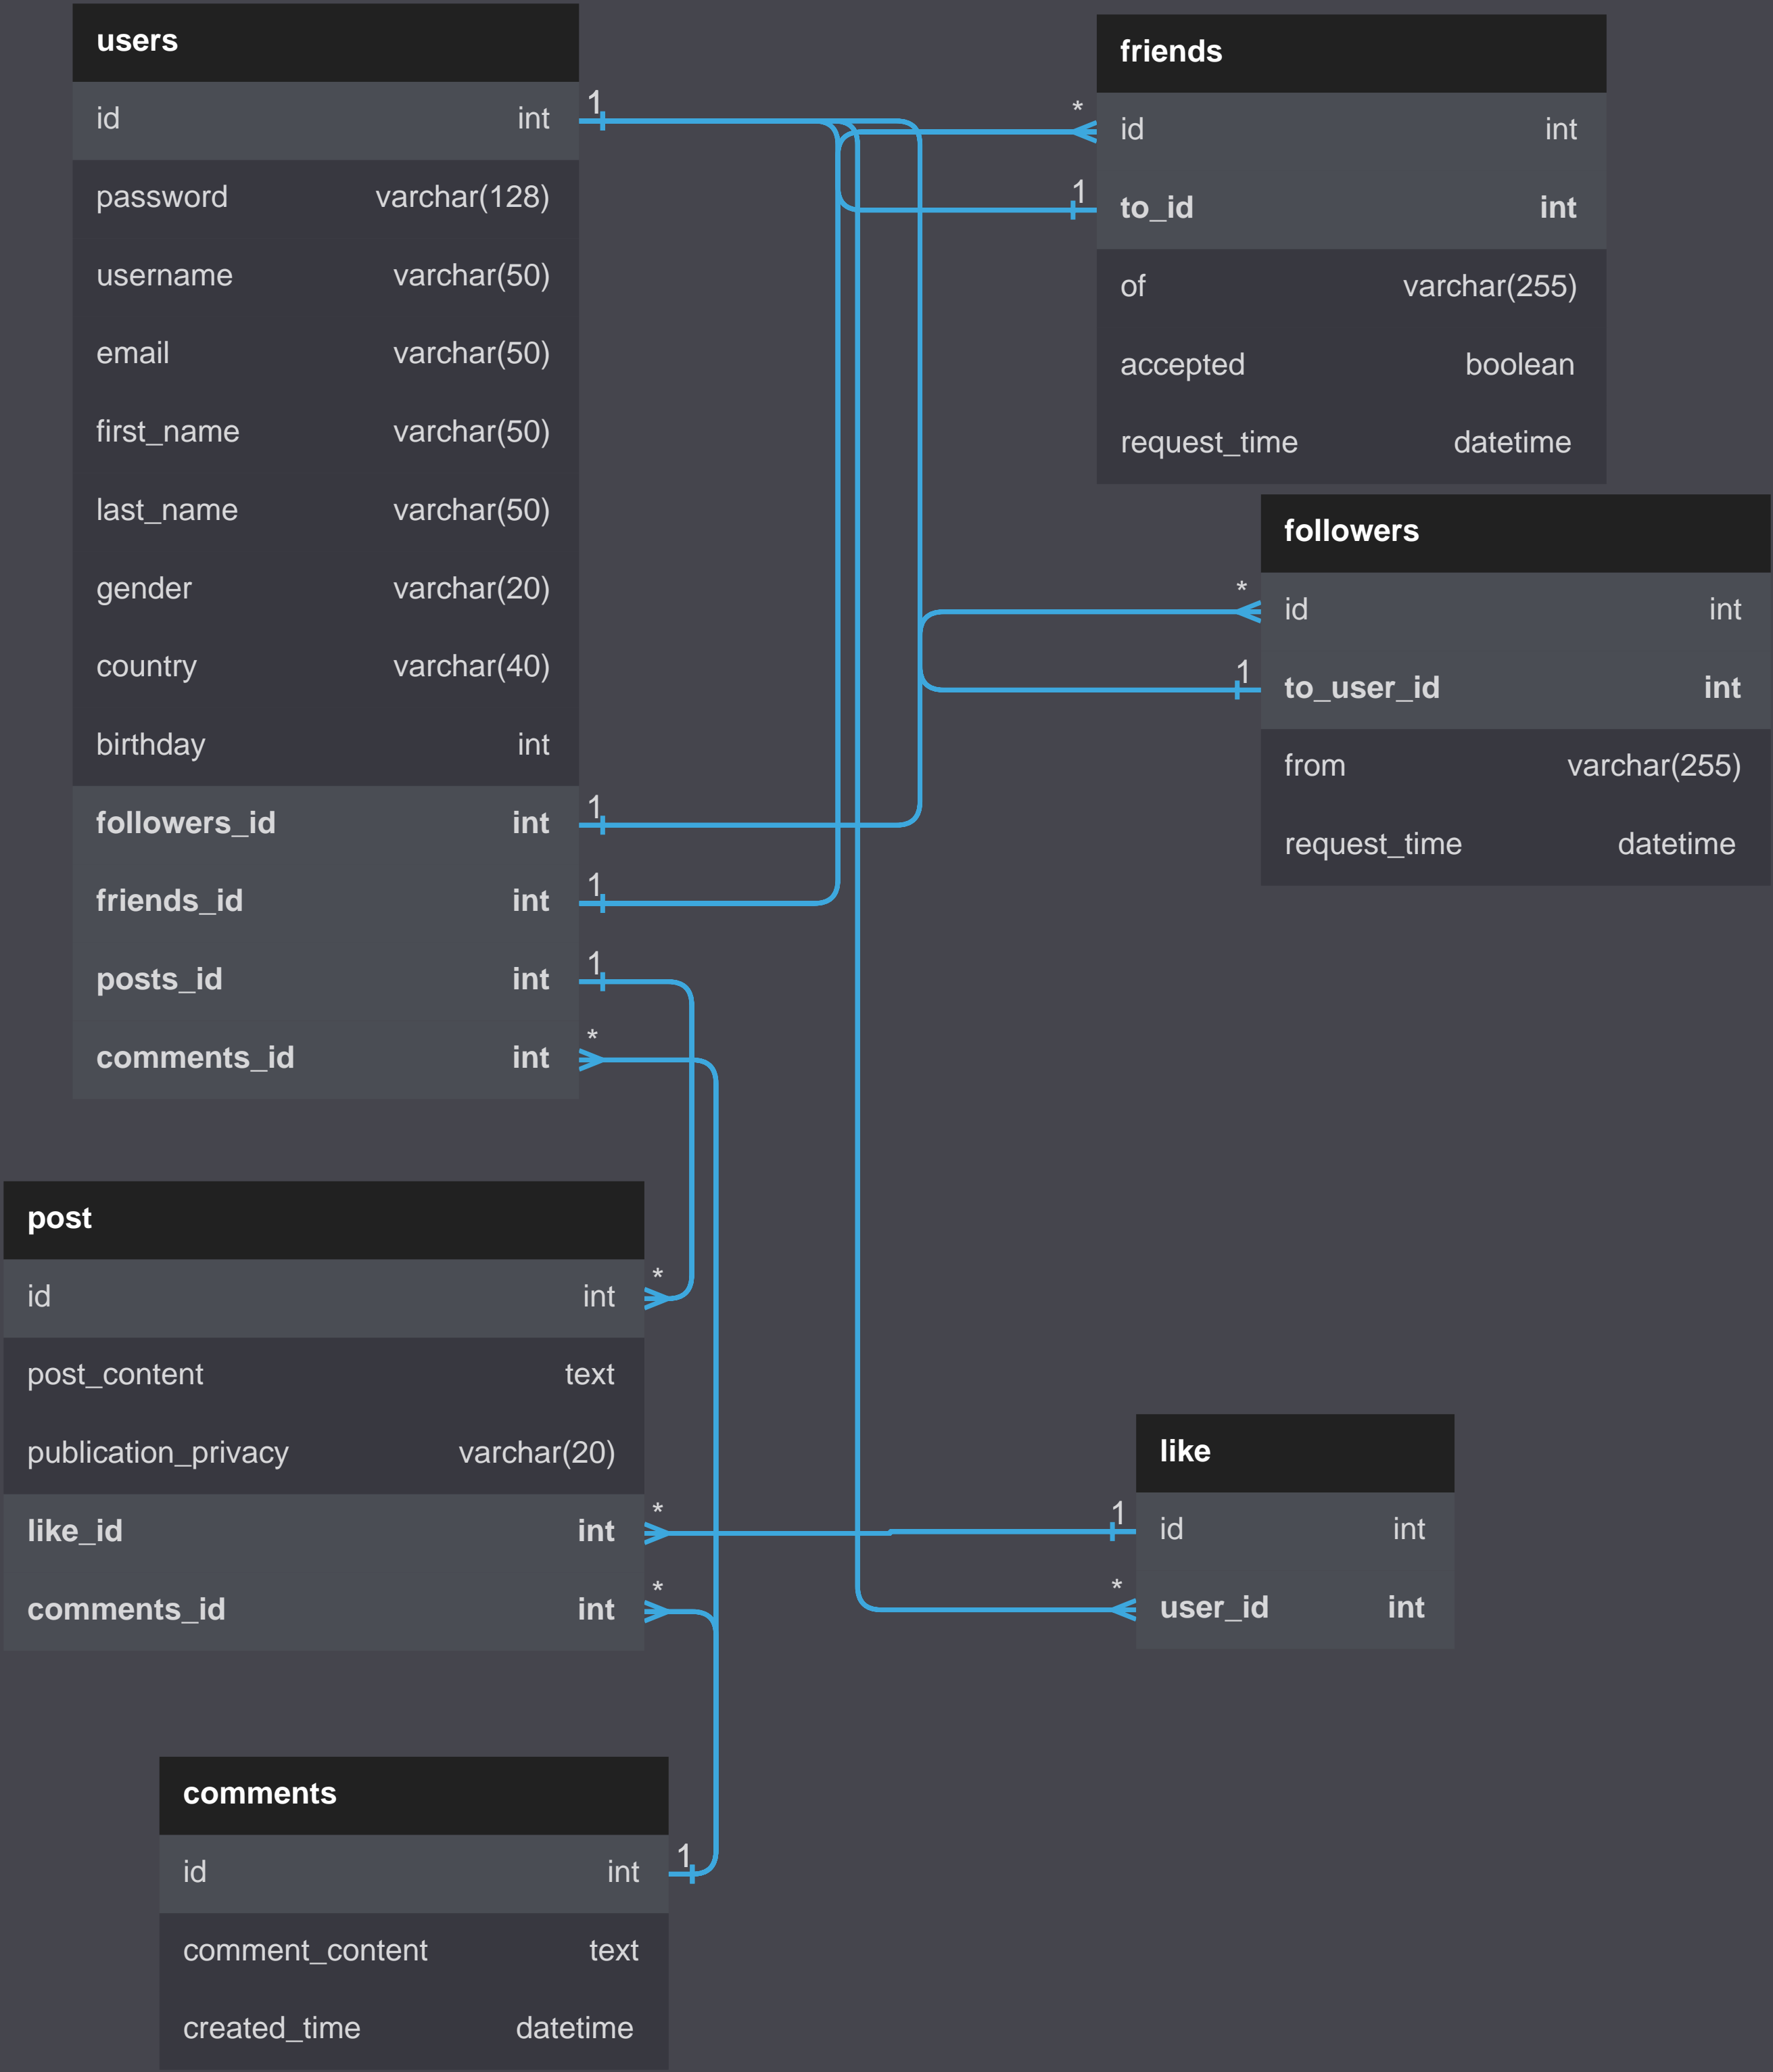 users
id int
password varchar(128)
username varchar(50)
email varchar(50)
first_name varchar(50)
last_name varchar(50)
gender varchar(20)
country varchar(40)
birthday int
followers_id int
friends_id int
posts_id int
comments_id int
1
1
1
1
*
friends
id int
to_id int
of varchar(255)
accepted boolean
request_time datetime
*
1
followers
id int
to_user_id int
from varchar(255)
request_time datetime
*
1
post
id int
post_content text
publication_privacy varchar(20)
like_id int
comments_id int
*
*
*
like
id int
user_id int
1
*
comments
id int
comment_content text
created_time datetime
1